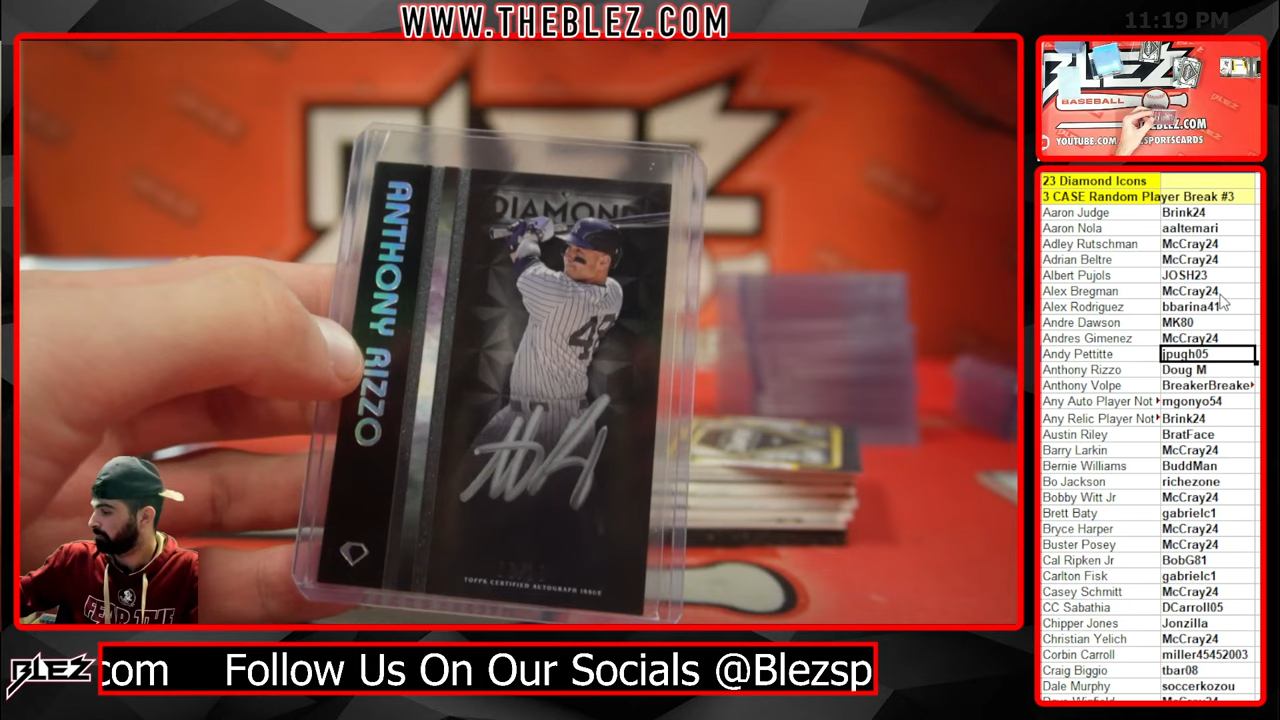 WWW.THEBLEZ.COM
11:19 PM
DIAMOND
ANTHONY RIZZO
48
TOPPS CERTIFIED AUTOGRAPH ISSUE
BLEZ
BASEBALL
BLEZ.COM
YOUTUBE.COM
SPORTSCARDS
23 Diamond Icons
3 CASE Random Player Break #3
Aaron Judge Brink24
Aaron Nola aaltemari
Adley Rutschman McCray24
Adrian Beltre McCray24
Albert Pujols JOSH23
Alex Bregman McCray24
Alex Rodriguez bbarina41
Andre Dawson MK80
Andres Gimenez McCray24
Andy Pettitte jpugh05
Anthony Rizzo Doug M
Anthony Volpe BreakerBreake
Any Auto Player Not mgonyo54
Any Relic Player Not Brink24
Austin Riley BratFace
Barry Larkin McCray24
Bernie Williams BuddMan
Bo Jackson richezone
Bobby Witt Jr McCray24
Brett Baty gabrielc1
Bryce Harper McCray24
Buster Posey McCray24
Cal Ripken Jr BobG81
Carlton Fisk gabrielc1
Casey Schmitt McCray24
CC Sabathia DCarroll05
Chipper Jones Jonzilla
Christian Yelich McCray24
Corbin Carroll miller45452003
Craig Biggio tbar08
Dale Murphy soccerkozou
Dave Winfield McCray24
FEAR THE
BLEZ
com Follow Us On Our Socials @Blezsp